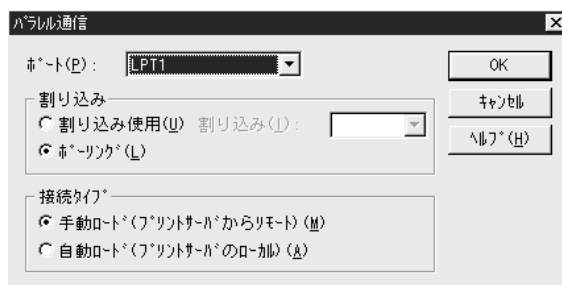 ﾊﾟﾗﾚﾙ通信
ﾎﾟｰﾄ(P): LPT1
OK
割り込み
ｷｬﾝｾﾙ
割り込み使用(U) 割り込み(I):
ﾍﾙﾌﾟ(H)
ﾎﾟｰﾘﾝｸﾞ(L)
接続ﾀｲﾌﾟ
手動ﾛｰﾄﾞ(ﾌﾟﾘﾝﾄｻｰﾊﾞからﾘﾓｰﾄ)(M)
自動ﾛｰﾄﾞ(ﾌﾟﾘﾝﾄｻｰﾊﾞのﾛｰｶﾙ)(A)